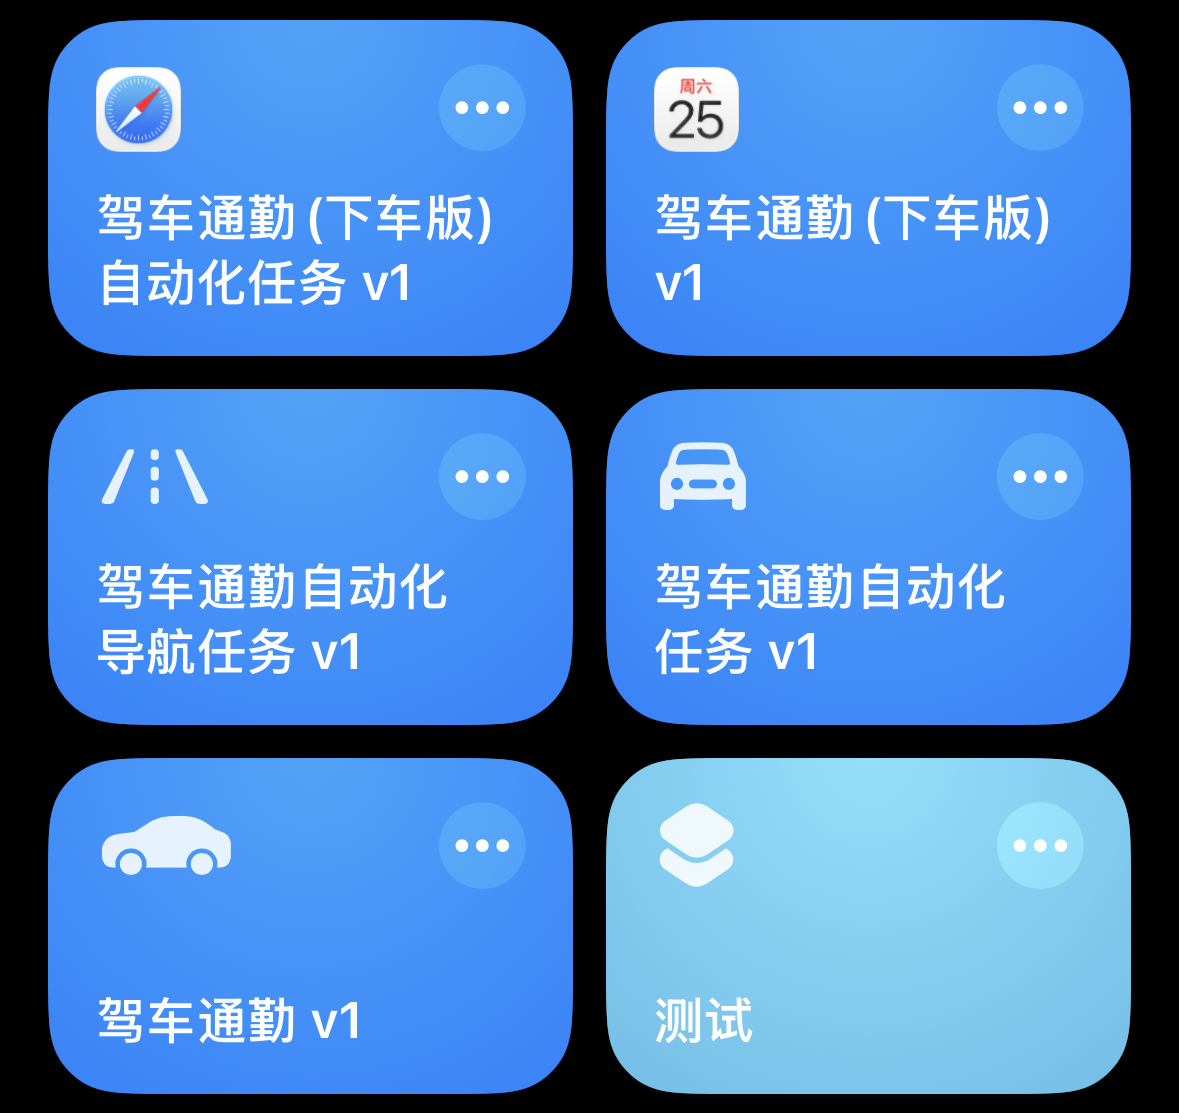 周六
25
驾车通勤 (下车版)
自动化任务 v1
驾车通勤 (下车版)
v1
驾车通勤自动化
导航任务 v1
驾车通勤自动化
任务 v1
驾车通勤 v1
测试